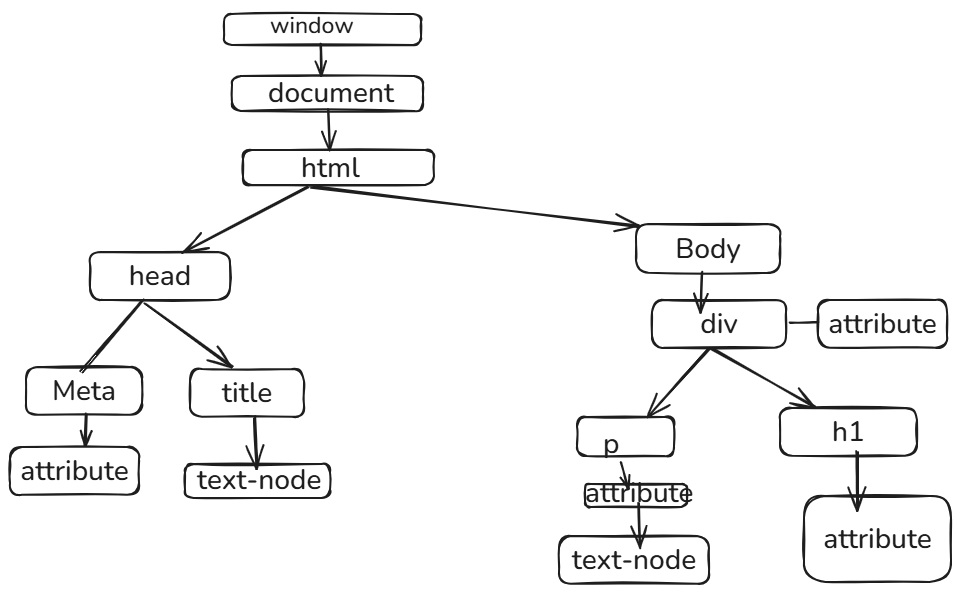 window
document
html
head
Body
div
attribute
Meta
title
p
h1
attribute
text-node
attribute
text-node
attribute